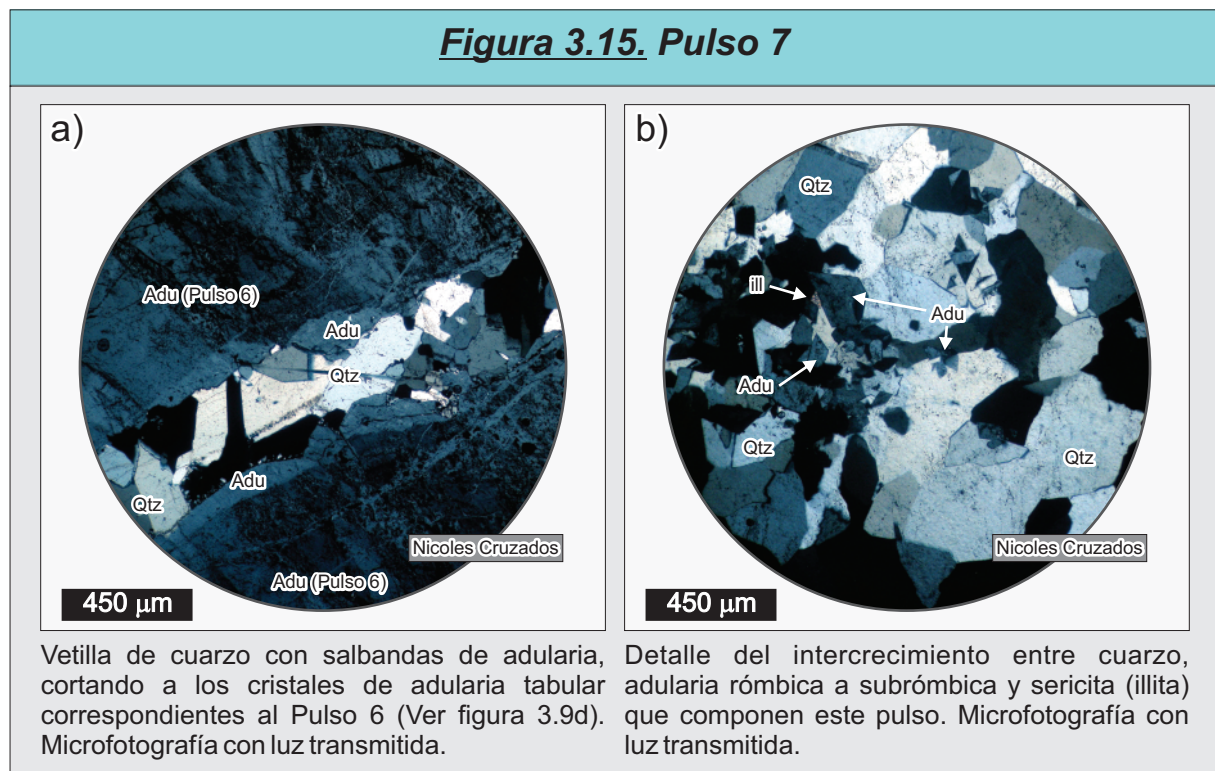 Figura 3.15. Pulso 7
a)
Adu (Pulso 6)
Adu
Qtz
Adu
Qtz
Nicoles Cruzados
Adu (Pulso 6)
450 µm
Vetilla de cuarzo con salbandas de adularia,
cortando a los cristales de adularia tabular
correspondientes al Pulso 6 (Ver figura 3.9d).
Microfotografía con luz transmitida.
b)
Qtz
ill
Adu
Adu
Qtz
Qtz
Nicoles Cruzados
450 µm
Detalle del intercrecimiento entre cuarzo,
adularia rómbica a subrómbica y sericita (illita)
que componen este pulso. Microfotografía con
luz transmitida.